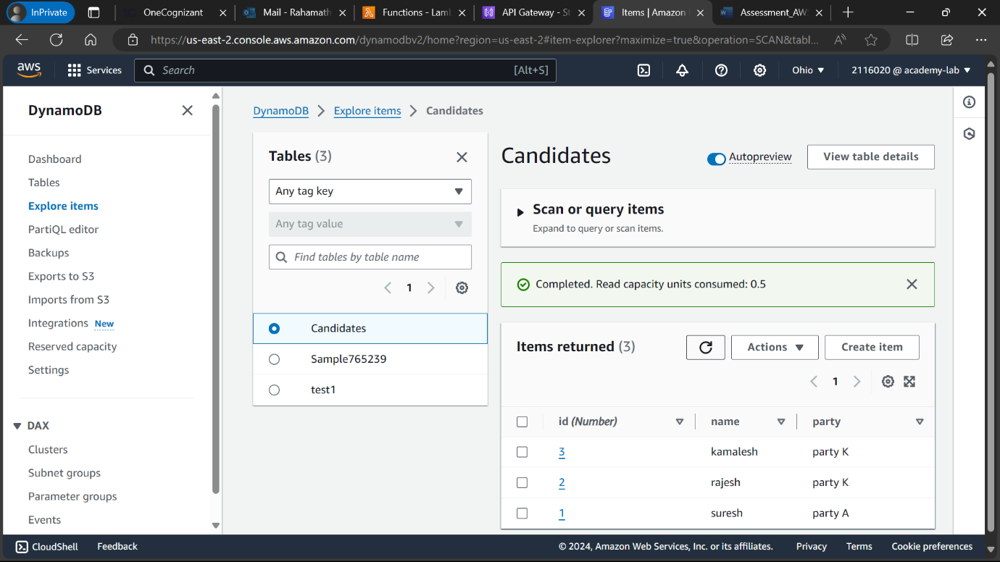 InPrivate
OneCognizant
Mail - Rahamath
Functions - Lam
API Gateway - St
Items | Amazon
Assessment_AWS
https://us-east-2.console.aws.amazon.com/dynamodbv2/home?region=us-east-2#item-explorer?maximize=true&operation=SCAN&tabl...
aws
Services
Search
[Alt+S]
Ohio
2116020 @ academy-lab
DynamoDB
Dashboard
Tables
Explore items
PartiQL editor
Backups
Exports to S3
Imports from S3
Integrations New
Reserved capacity
Settings
DAX
Clusters
Subnet groups
Parameter groups
Events
DynamoDB > Explore items > Candidates
Tables (3)
Any tag key
Any tag value
Find tables by table name
1
Candidates
Sample765239
test1
Candidates
Autopreview
View table details
Scan or query items
Expand to query or scan items.
Completed. Read capacity units consumed: 0.5
Items returned (3)
Actions
Create item
1
id (Number) name party
3 kamalesh party K
2 rajesh party K
1 suresh party A
CloudShell
Feedback
© 2024, Amazon Web Services, Inc. or its affiliates.
Privacy
Terms
Cookie preferences